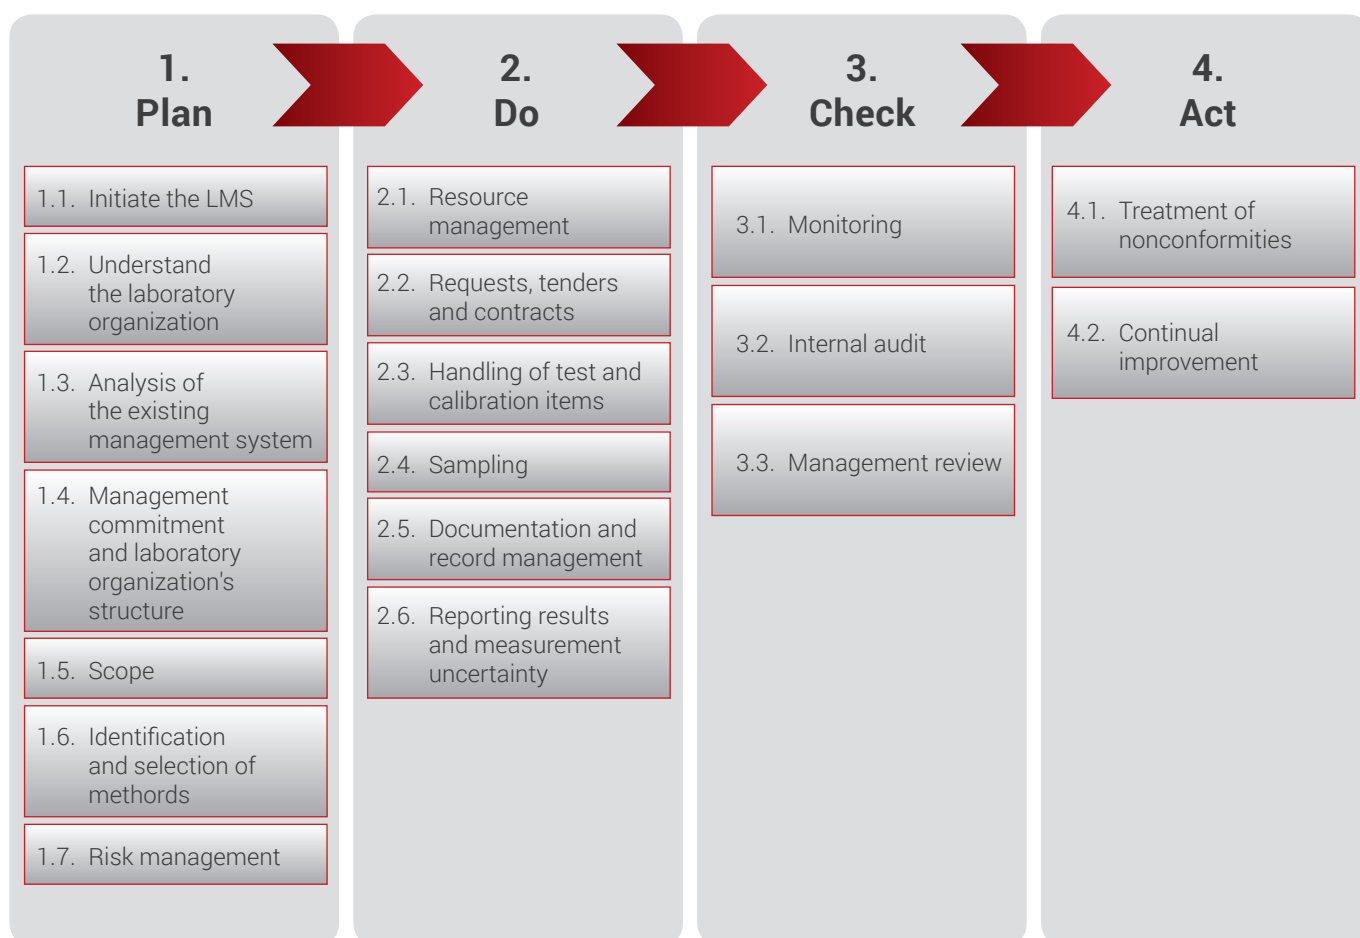 1.
Plan
1.1. Initiate the LMS
1.2. Understand
the laboratory
organization
1.3. Analysis of
the existing
management system
1.4. Management
commitment
and laboratory
organization's
structure
1.5. Scope
1.6. Identification
and selection of
methords
1.7. Risk management
2.
Do
2.1. Resource
management
2.2. Requests, tenders
and contracts
2.3. Handling of test and
calibration items
2.4. Sampling
2.5. Documentation and
record management
2.6. Reporting results
and measurement
uncertainty
3.
Check
3.1. Monitoring
3.2. Internal audit
3.3. Management review
4.
Act
4.1. Treatment of
nonconformities
4.2. Continual
improvement